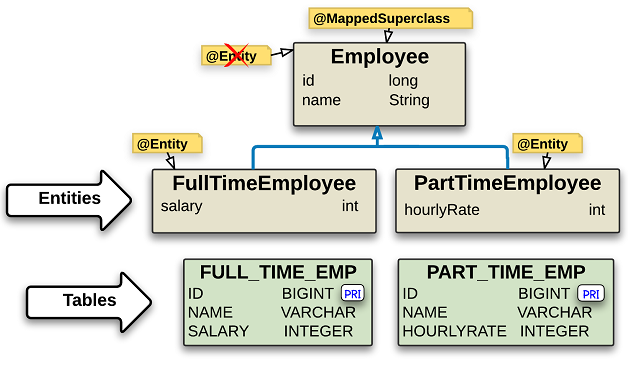 @MappedSuperclass
@Entity
Employee
id long
name String
@Entity
@Entity
Entities
FullTimeEmployee
salary int
PartTimeEmployee
hourlyRate int
Tables
FULL_TIME_EMP
ID BIGINT PRI
NAME VARCHAR
SALARY INTEGER
PART_TIME_EMP
ID BIGINT PRI
NAME VARCHAR
HOURLYRATE INTEGER